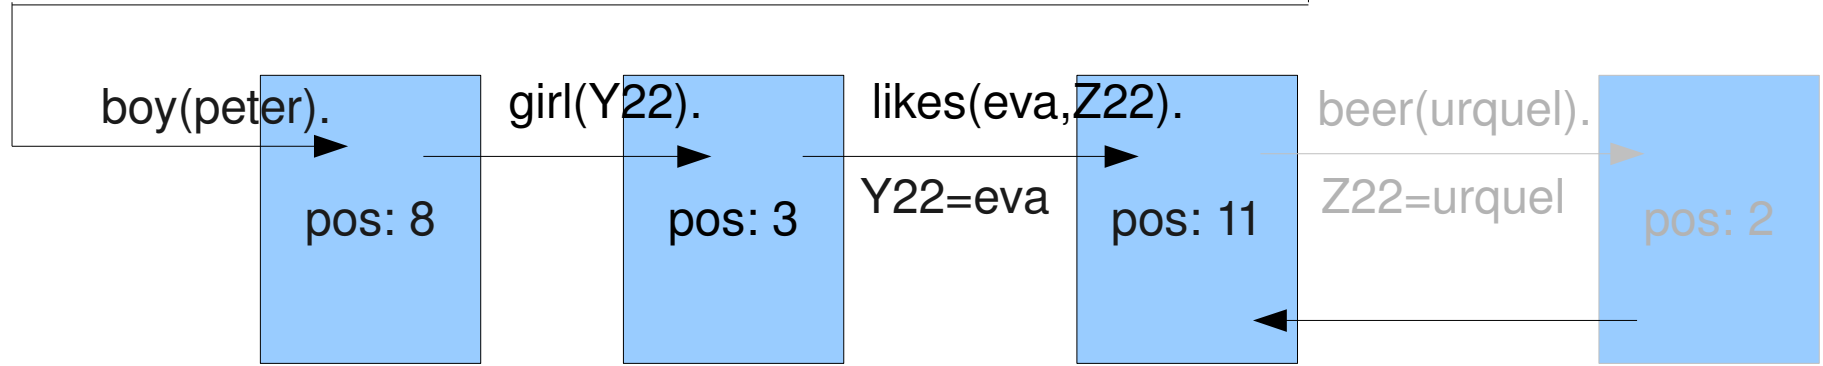 boy(peter).
pos: 8
girl(Y22).
pos: 3
likes(eva,Z22).
Y22=eva
pos: 11
beer(urquel).
Z22=urquel
pos: 2